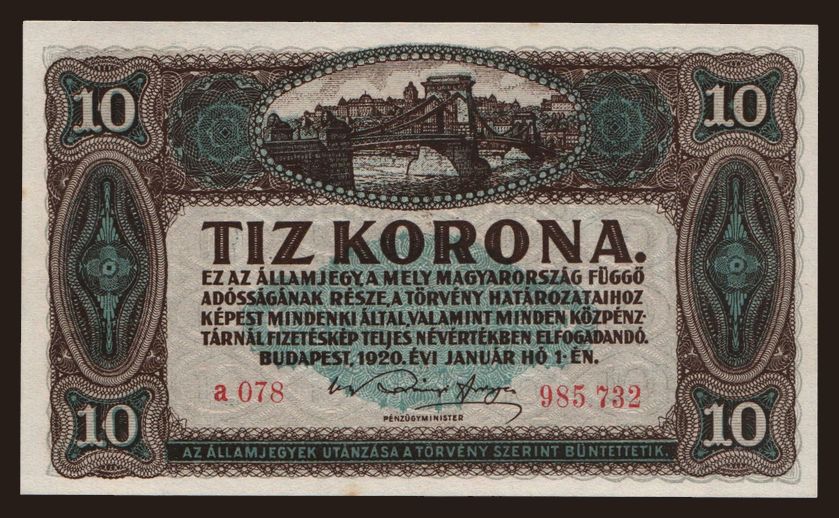 10 10
TIZ KORONA.
EZ AZ ÁLLAMJEGY, A MELY MAGYARORSZÁG FÜGGŐ
ADÓSSÁGÁNAK RÉSZE, A TÖRVÉNY HATÁROZATAIHOZ
KÉPEST MINDENKI ÁLTAL, VALAMINT MINDEN KÖZPÉNZ-
TÁRNÁL FIZETÉSKÉP TELJES NÉVÉRTÉKBEN ELFOGADANDÓ.
BUDAPEST, 1920. ÉVI JANUÁR HÓ 1-ÉN.
a 078 985.732
PÉNZÜGYMINISTER
10 10
AZ ÁLLAMJEGYEK UTÁNZÁSA A TÖRVÉNY SZERINT BÜNTETTETIK.